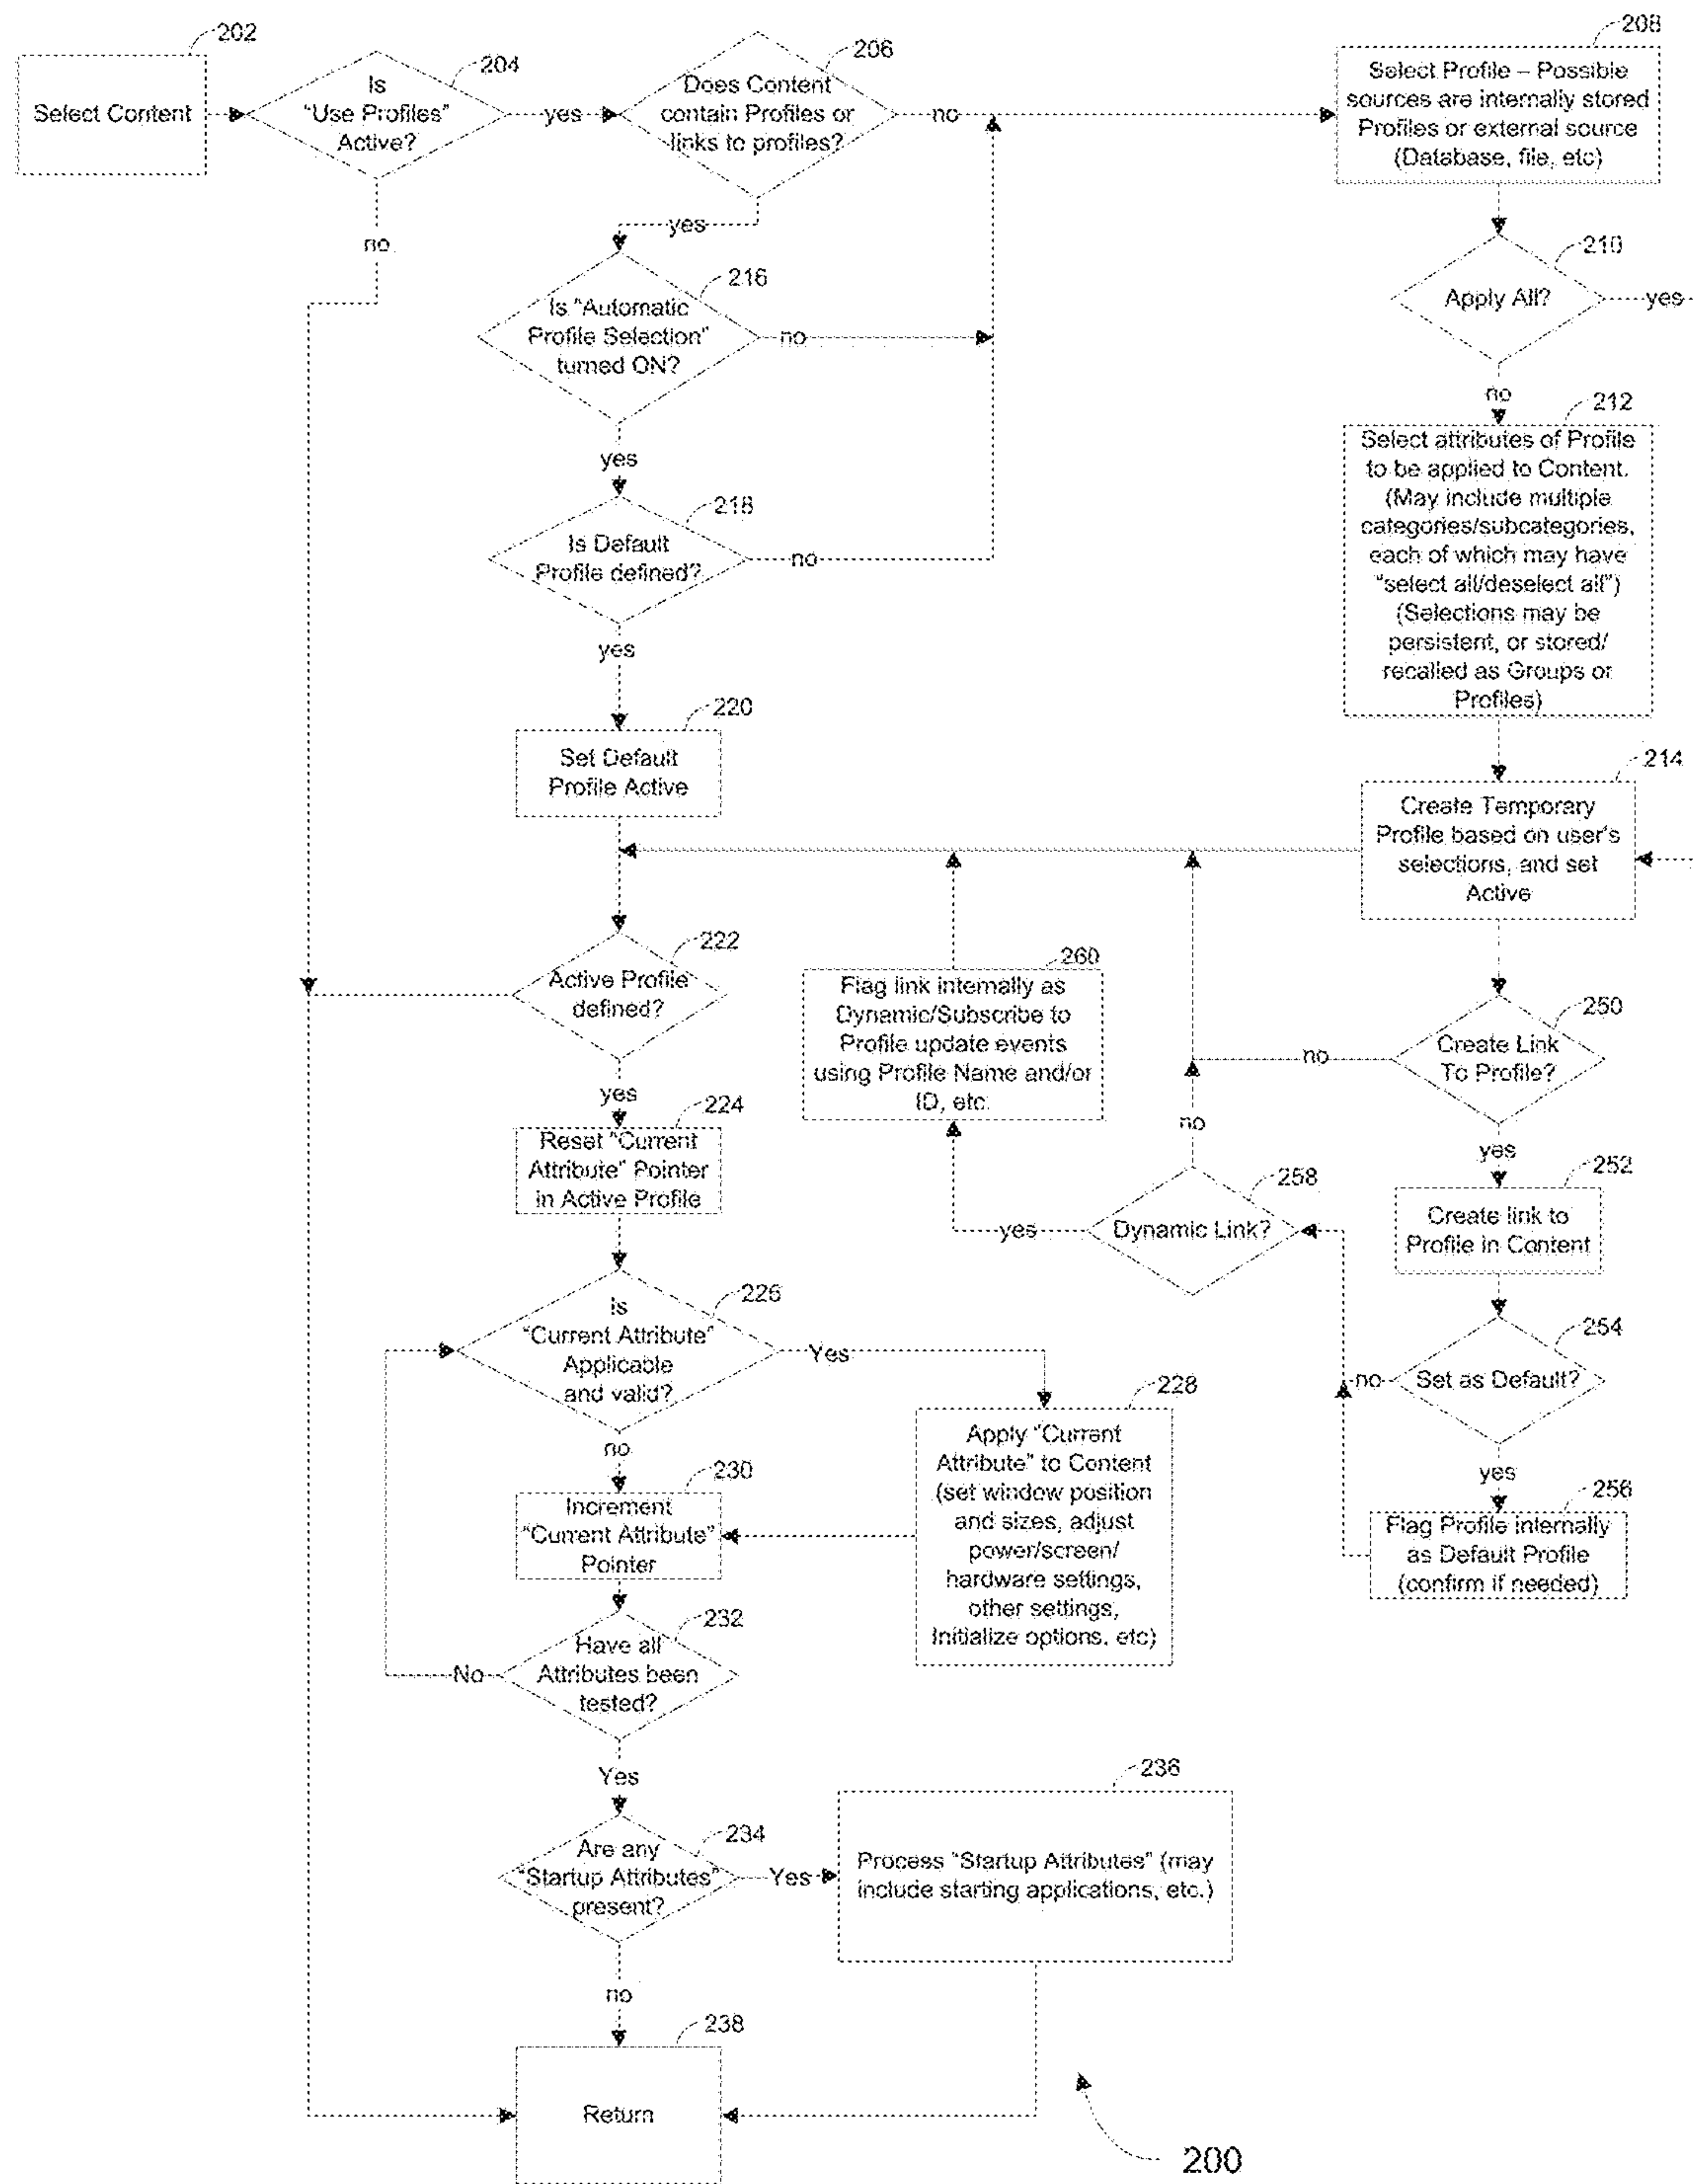 202
Select Content
204
Is
"Use Profiles"
Active?
yes
no
206
Does Content
contain Profiles or
links to profiles?
no
yes
208
Select Profile – Possible
sources are internally stored
Profiles or external source
(Database, file, etc)
210
Apply All?
yes
no
212
Select attributes of Profile
to be applied to Content.
(May include multiple
categories/subcategories,
each of which may have
"select all/deselect all")
(Selections may be
persistent, or stored/
recalled as Groups or
Profiles)
216
Is "Automatic
Profile Selection"
turned ON?
no
yes
218
Is Default
Profile defined?
no
yes
220
Set Default
Profile Active
214
Create Temporary
Profile based on user's
selections, and set
Active
222
Active Profile
defined?
yes
260
Flag link internally as
Dynamic/Subscribe to
Profile update events
using Profile Name and/or
ID, etc.
250
Create Link
To Profile?
no
yes
224
Reset "Current
Attribute" Pointer
in Active Profile
258
Dynamic Link?
no
yes
252
Create link to
Profile in Content
254
Set as Default?
no
yes
256
Flag Profile internally
as Default Profile
(confirm if needed)
226
Is
"Current Attribute"
Applicable
and valid?
Yes
no
228
Apply "Current
Attribute" to Content
(set window position
and sizes, adjust
power/screen/
hardware settings,
other settings,
Initialize options, etc)
230
Increment
"Current Attribute"
Pointer
232
Have all
Attributes been
tested?
No
Yes
234
Are any
"Startup Attributes"
present?
Yes
no
236
Process "Startup Attributes" (may
include starting applications, etc.)
238
Return
200